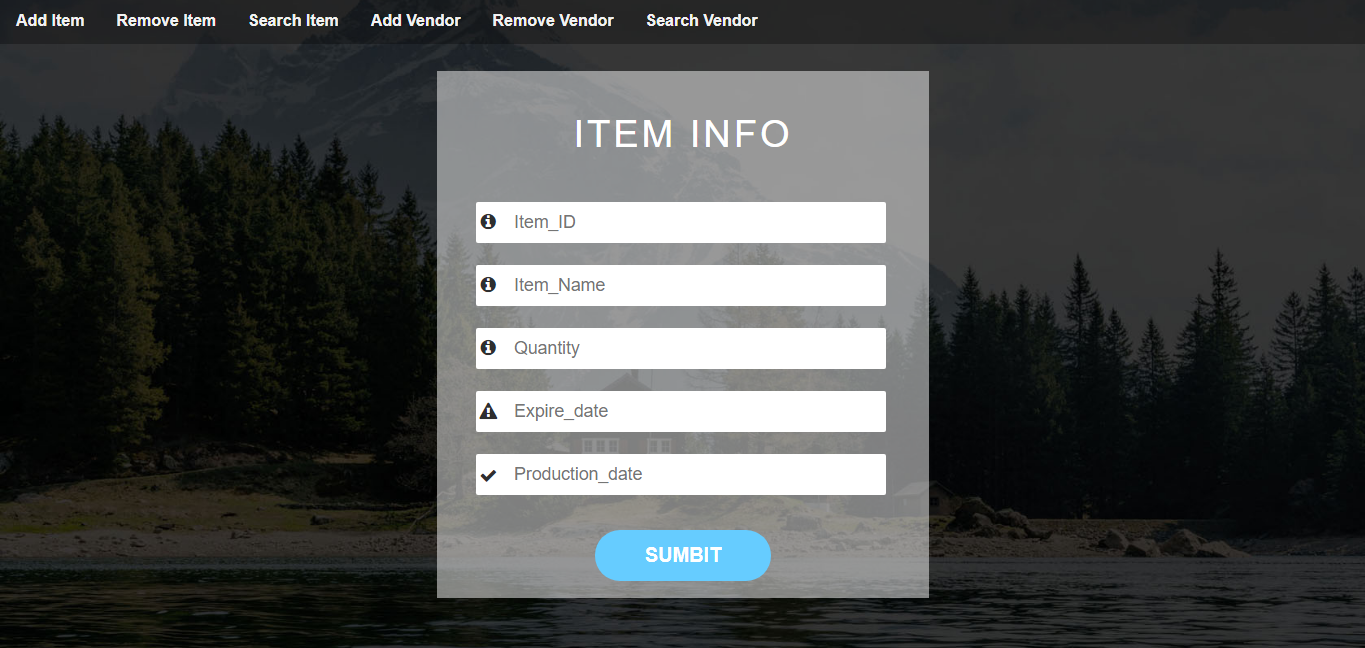 Add Item Remove Item Search Item Add Vendor Remove Vendor Search Vendor
ITEM INFO
Item_ID
Item_Name
Quantity
Expire_date
Production_date
SUMBIT